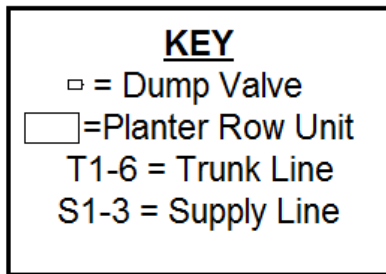 KEY
= Dump Valve
=Planter Row Unit
T1-6 = Trunk Line
S1-3 = Supply Line